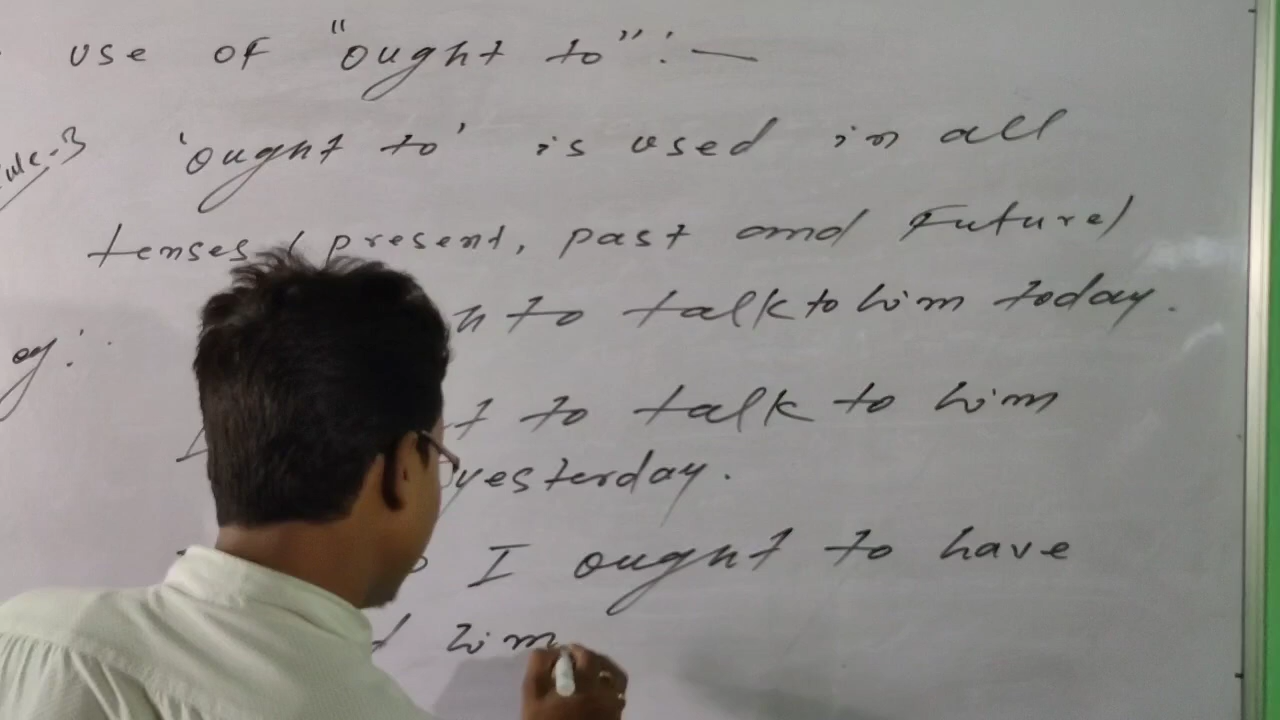 use of "ought to" :—
'ought to' is used in all
tenses (present, past and Future)
eg: to talk to him today.
I to talk to him
yesterday.
I ought to have
him